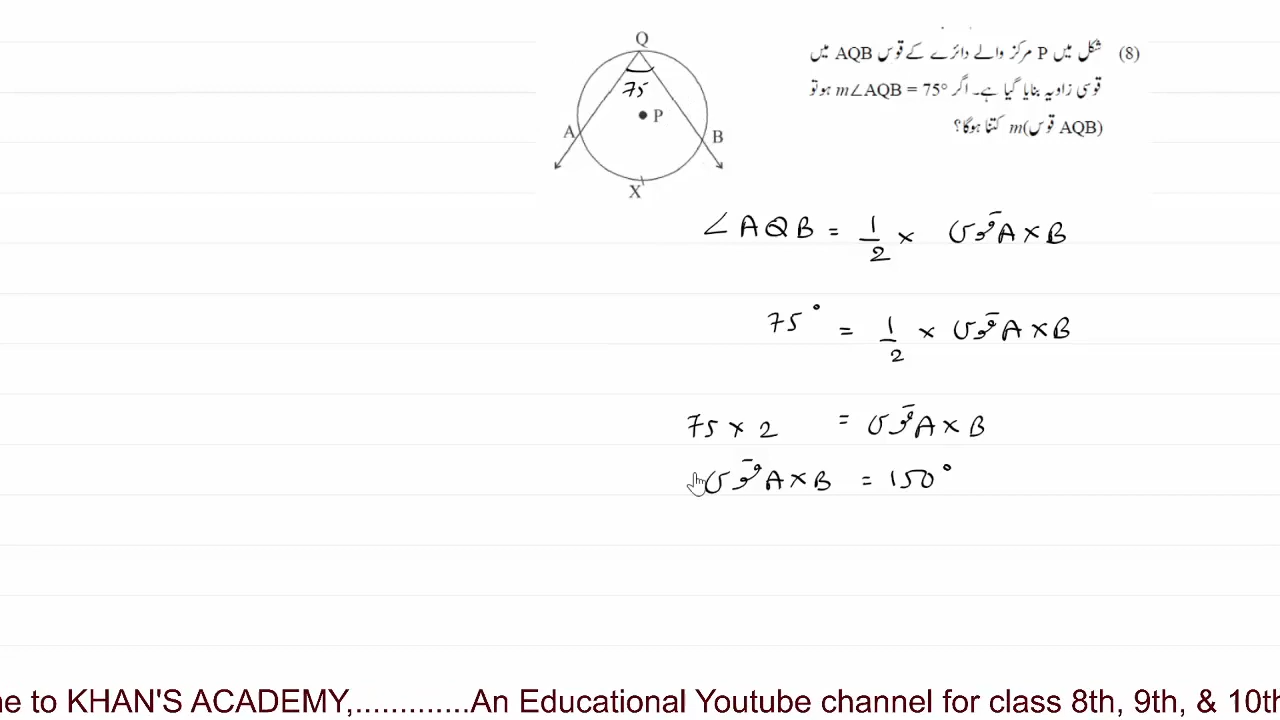 (8) شکل میں P مرکز والے دائرے کے قوس AQB میں
قوسی زاویہ بنایا گیا ہے۔ اگر m∠AQB = 75° ہو تو
m(قوس AQB) کتنا ہوگا؟
Q
75
P
A
B
X
∠AQB = 1/2 × قوس AXB
75° = 1/2 × قوس AXB
75 × 2 = قوس AXB
قوس AXB = 150°
ne to KHAN'S ACADEMY,.............An Educational Youtube channel for class 8th, 9th, & 10th